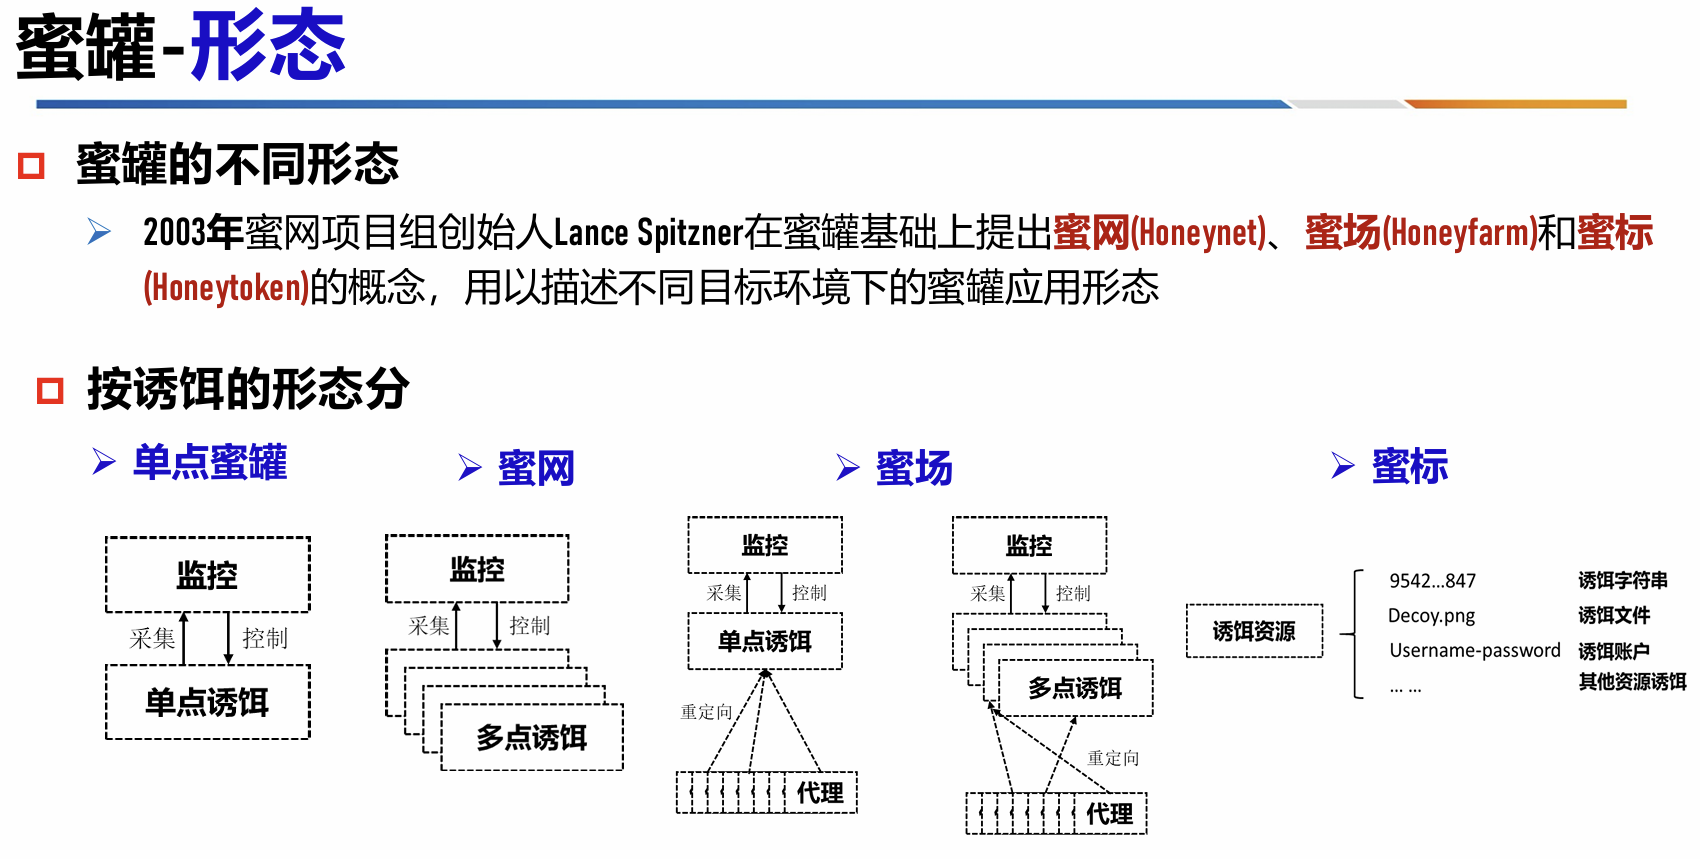 蜜罐-形态
蜜罐的不同形态
2003年蜜网项目组创始人Lance Spitzner在蜜罐基础上提出蜜网(Honeynet)、蜜场(Honeyfarm)和蜜标
(Honeytoken)的概念，用以描述不同目标环境下的蜜罐应用形态
按诱饵的形态分
单点蜜罐
监控
采集
控制
单点诱饵
蜜网
监控
采集
控制
多点诱饵
蜜场
监控
采集
控制
单点诱饵
重定向
代理
监控
采集
控制
多点诱饵
重定向
代理
蜜标
诱饵资源
9542...847 诱饵字符串
Decoy.png 诱饵文件
Username-password 诱饵账户
... ... 其他资源诱饵